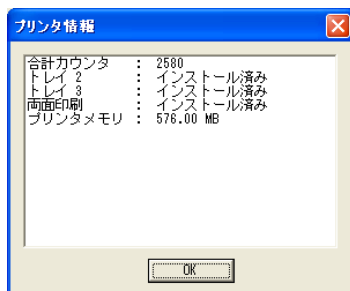 プリンタ情報
合計カウンタ : 2580
トレイ 2 : インストール済み
トレイ 3 : インストール済み
両面印刷 : インストール済み
プリンタメモリ : 576.00 MB
OK